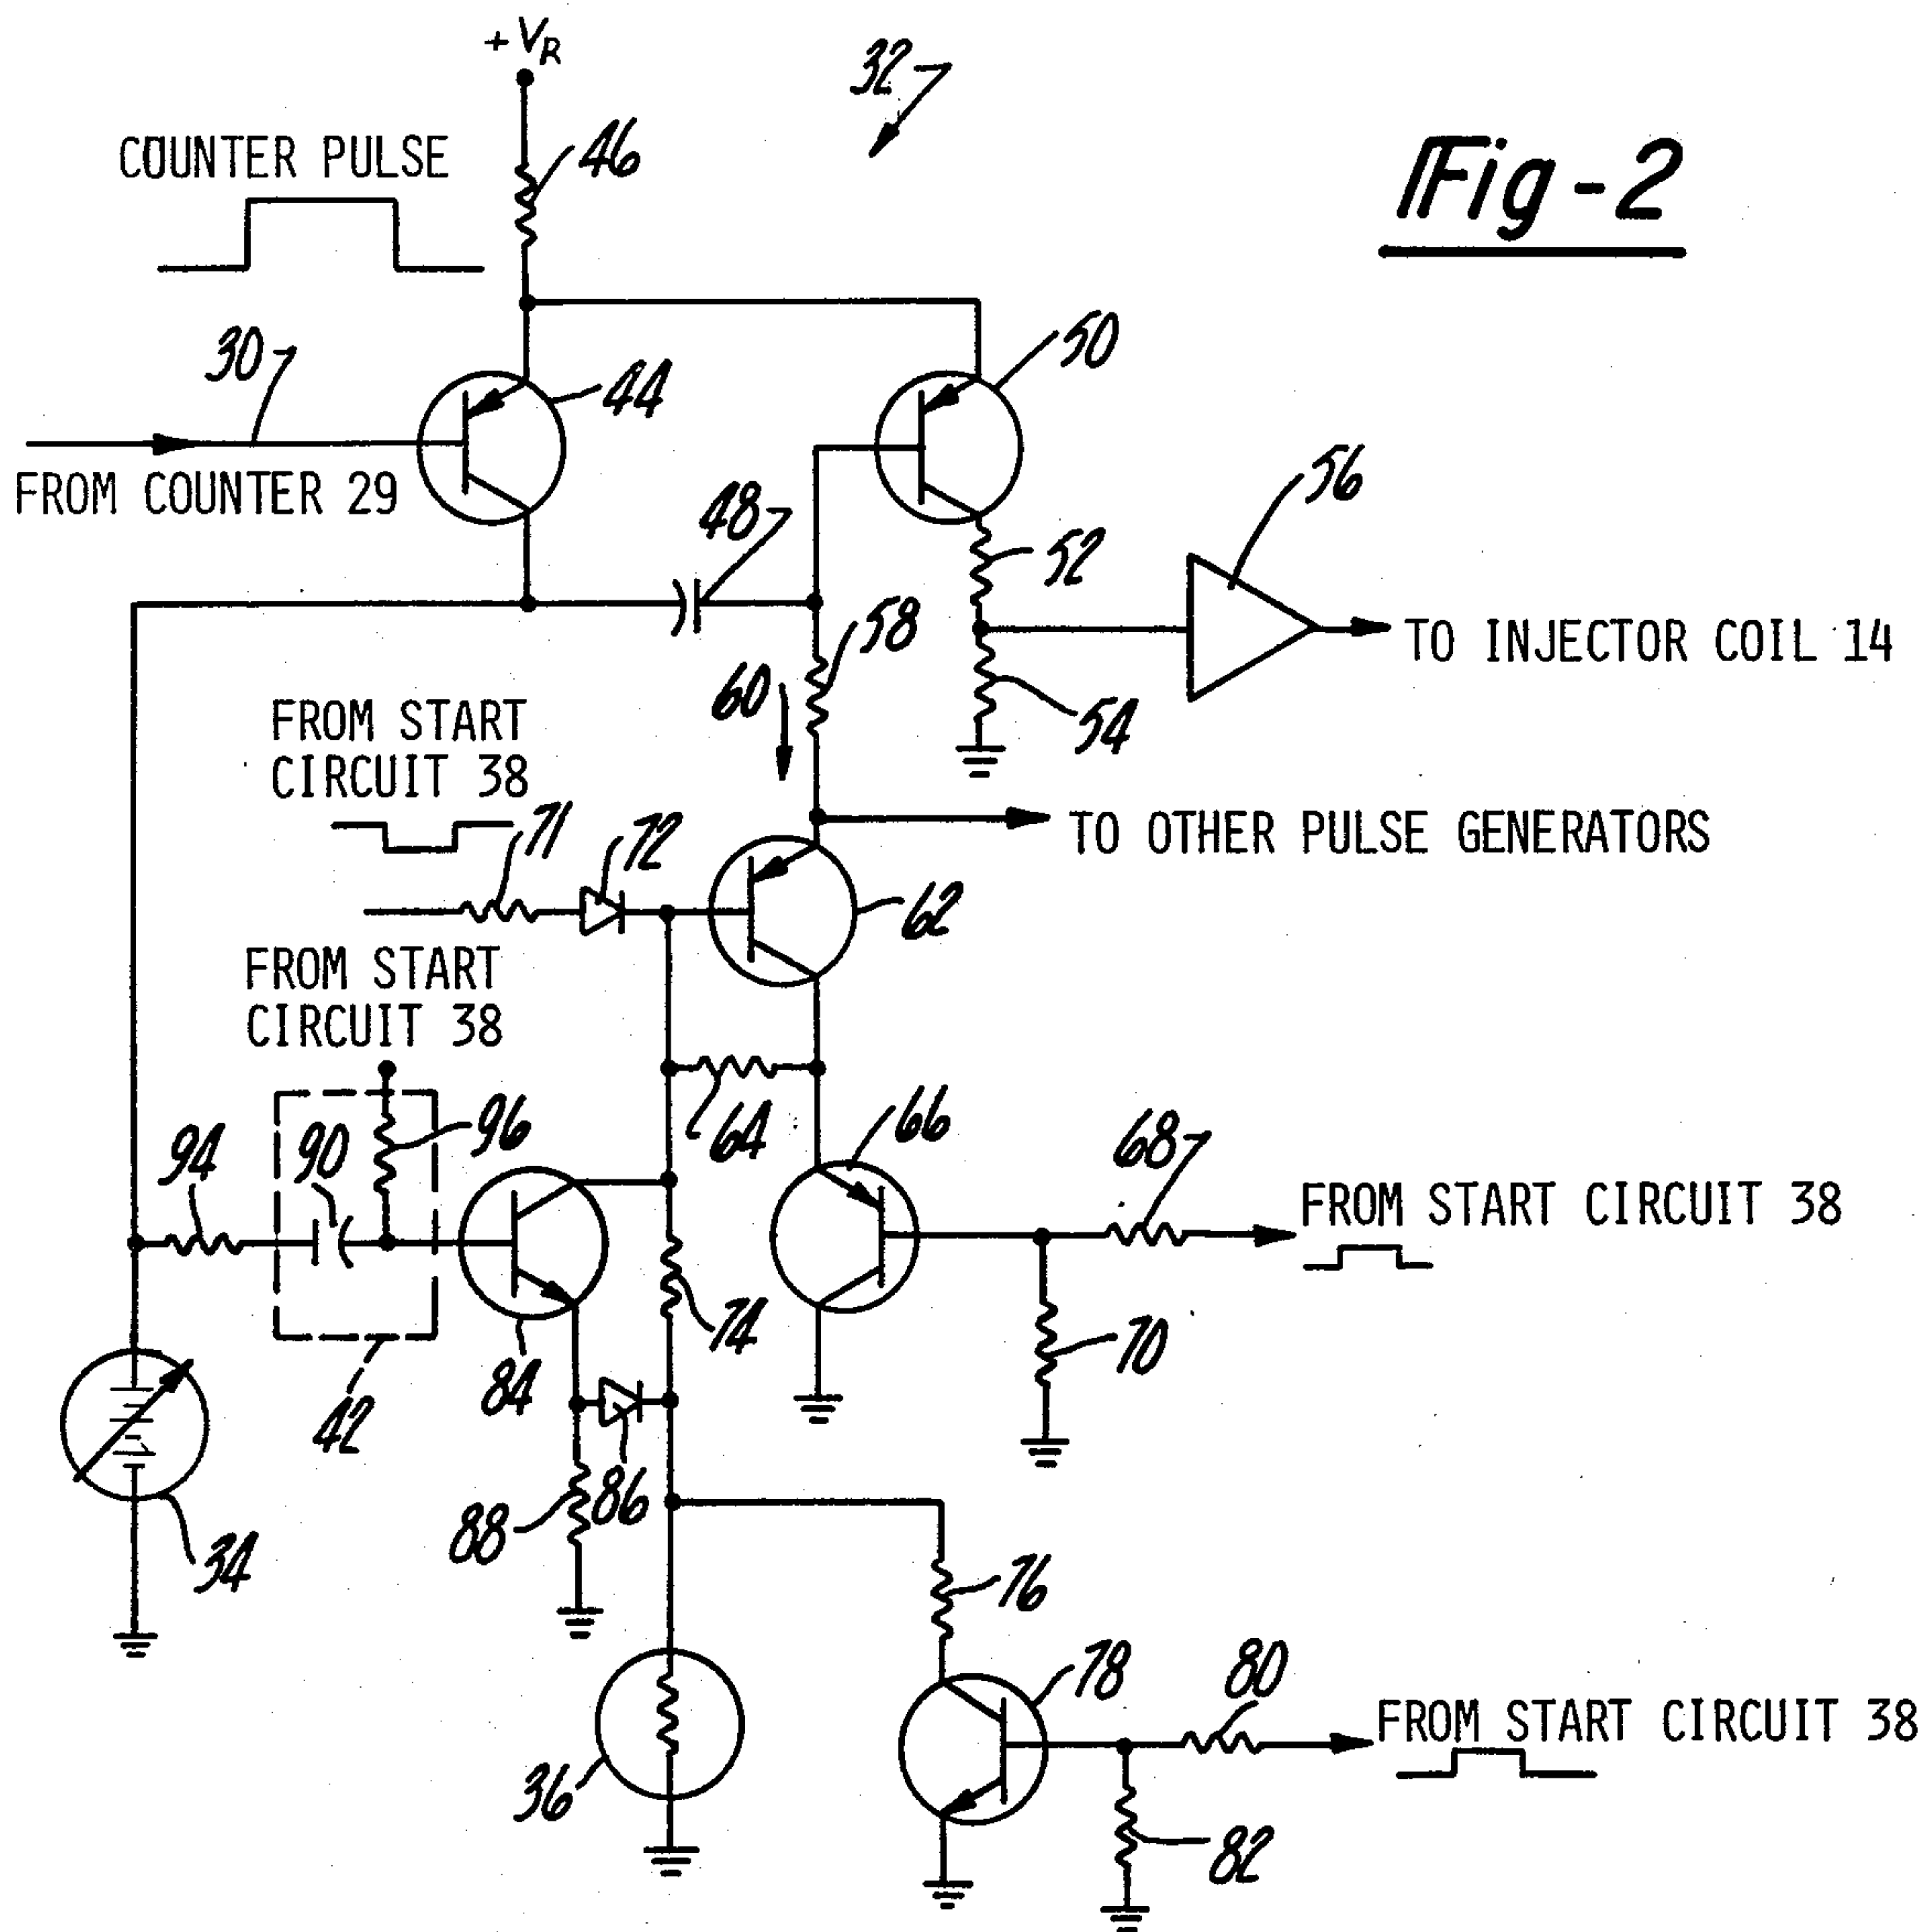 +VR
32
COUNTER PULSE
46
Fig-2
30
44
50
FROM COUNTER 29
48
52
56
58
TO INJECTOR COIL 14
60
54
FROM START
CIRCUIT 38
71
72
TO OTHER PULSE GENERATORS
62
FROM START
CIRCUIT 38
96
64
66
68
94
90
FROM START CIRCUIT 38
74
70
84
42
86
88
34
76
78
80
FROM START CIRCUIT 38
36
82